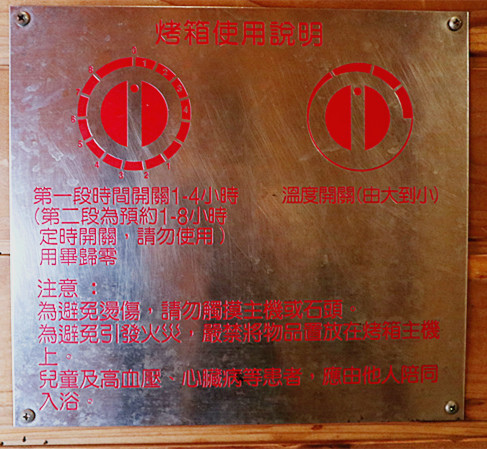 烤箱使用說明
第一段時間開關1-4小時
(第二段為預約1-8小時
定時開關，請勿使用)
用畢歸零
溫度開關(由大到小)
注意：
為避免燙傷，請勿觸摸主機或石頭。
為避免引發火災，嚴禁將物品置放在烤箱主機
上。
兒童及高血壓、心臟病等患者，應由他人陪同
入浴。